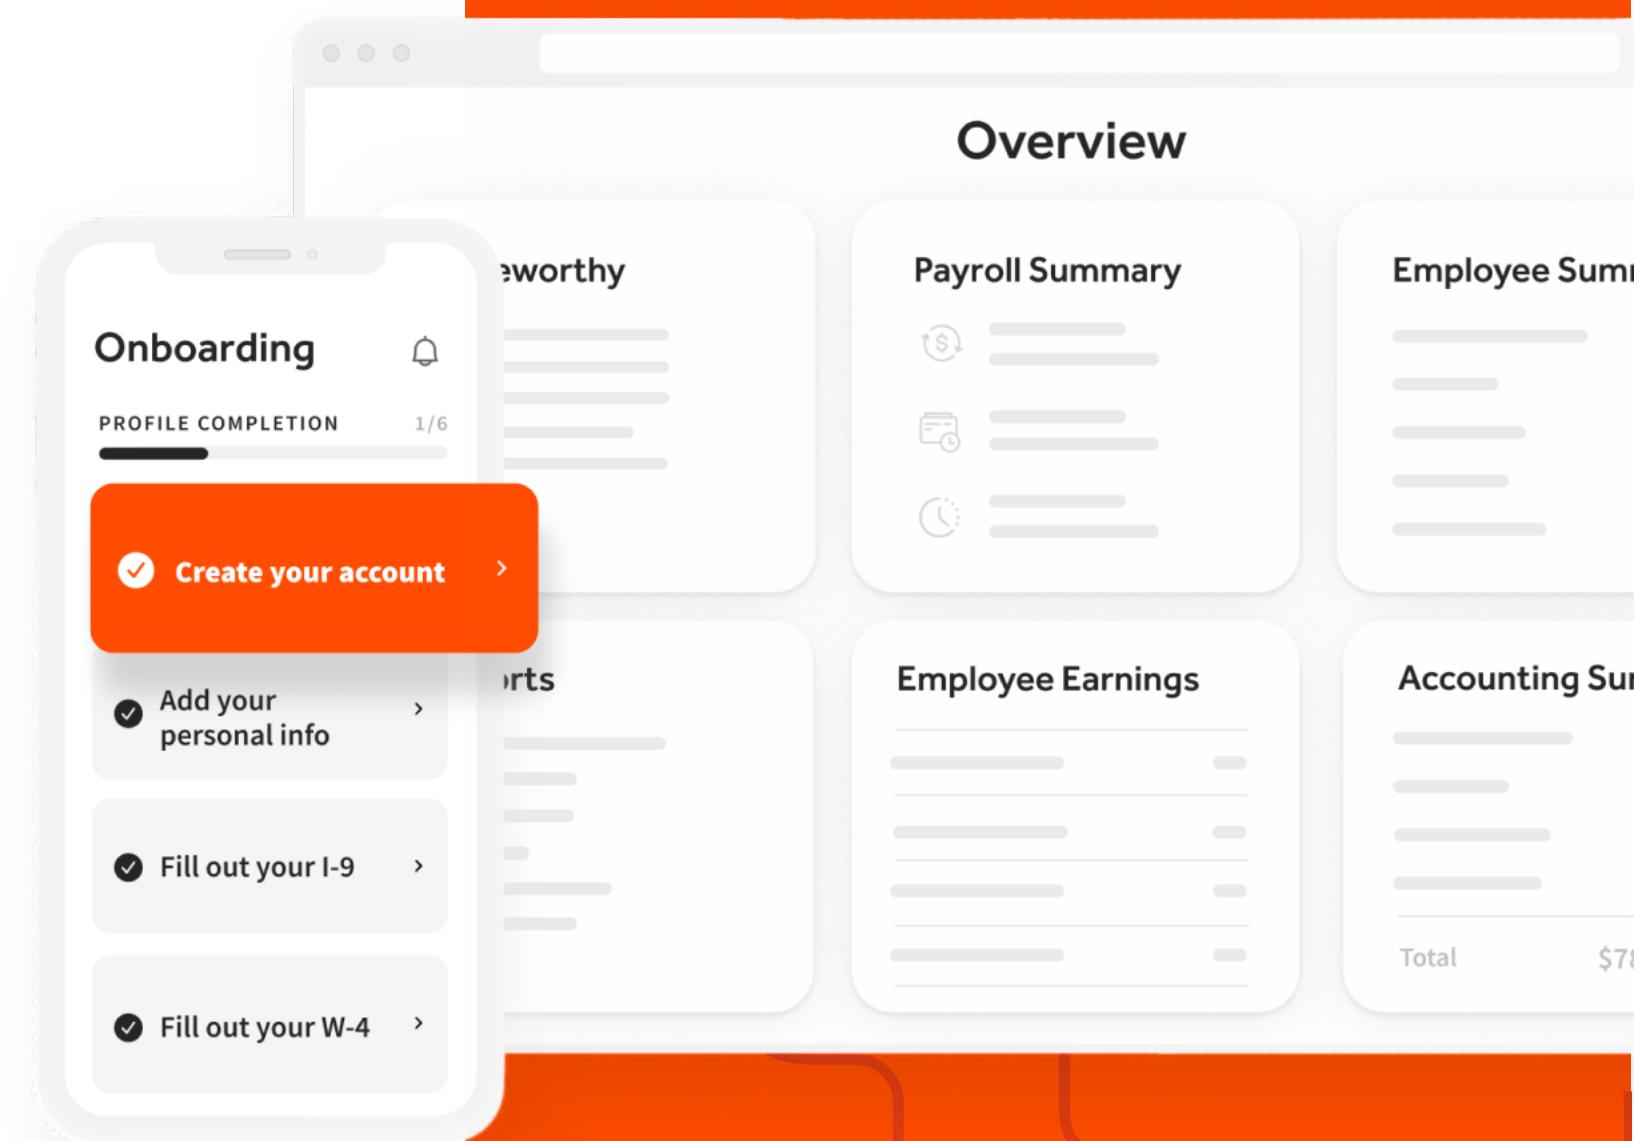 Overview
eworthy
Payroll Summary
Employee Sum
Onboarding
PROFILE COMPLETION 1/6
Create your account
Add your
personal info
Fill out your I-9
Fill out your W-4
rts
Employee Earnings
Accounting Su
Total $78